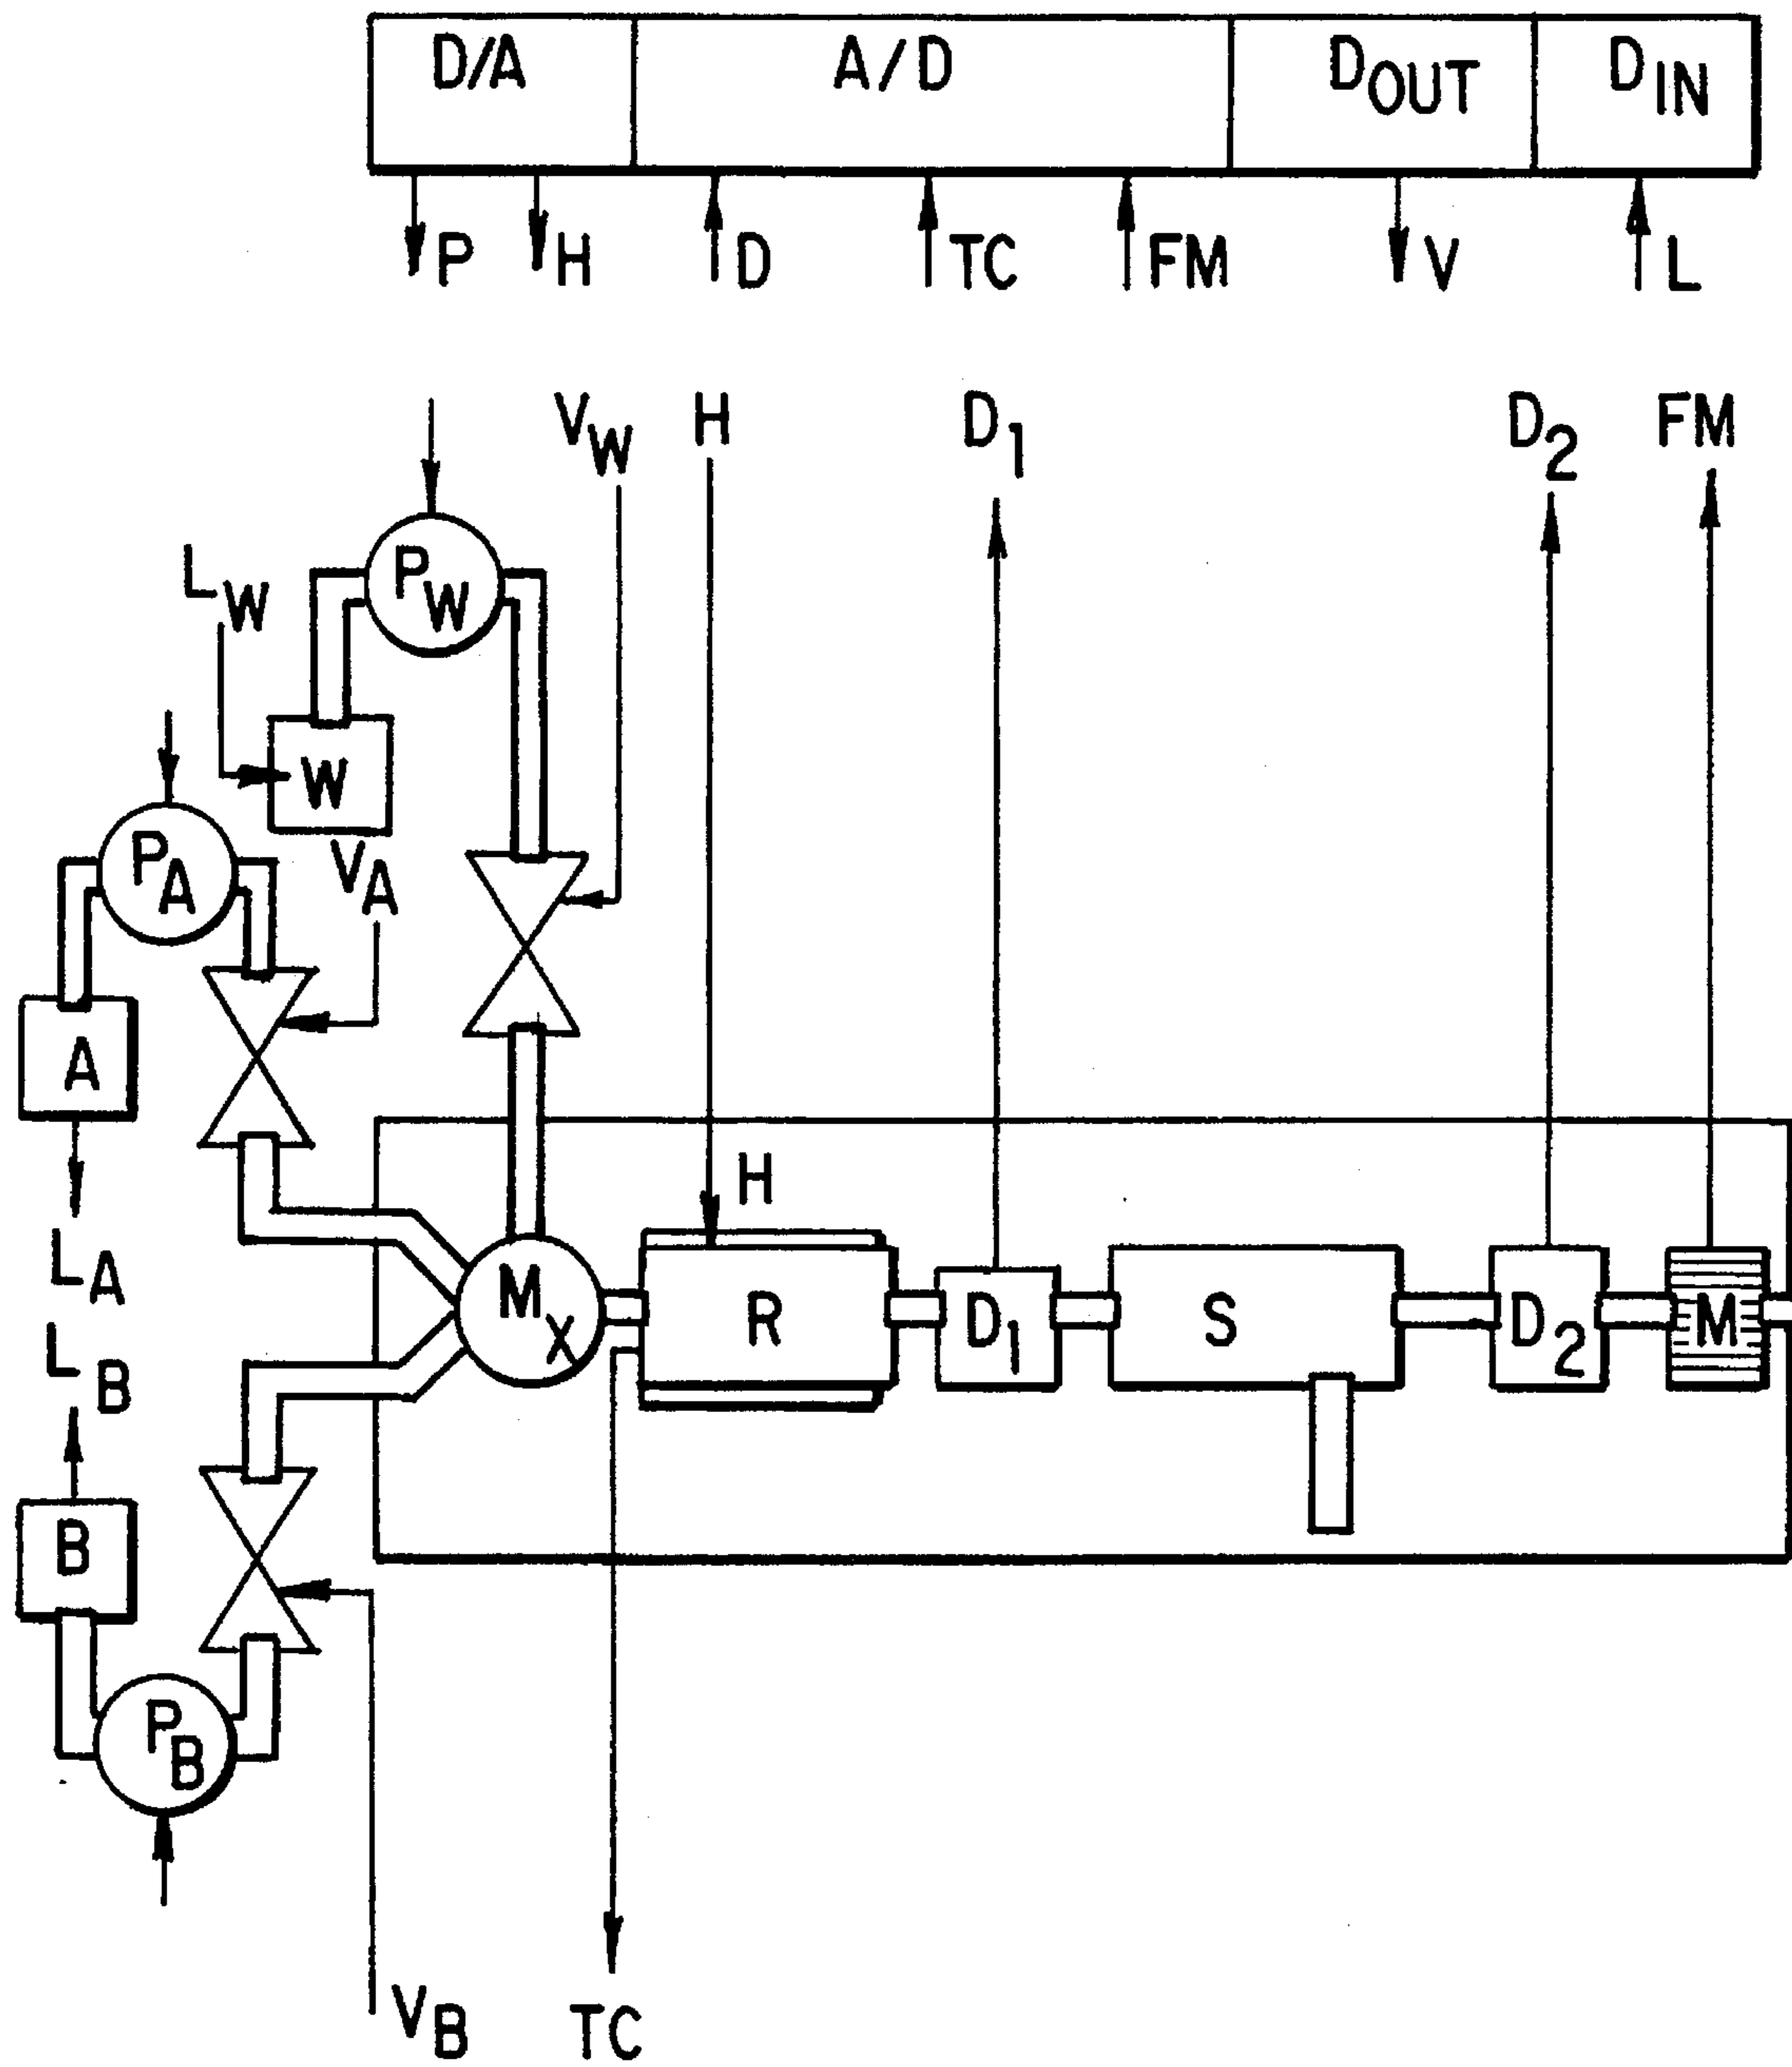 D/A A/D DOUT DIN
P H D TC FM V L
VW H D1 D2 FM
LW PW
W
PA VA
A
H
LA
MX R D1 S D2 M
LB
B
PB
VB TC